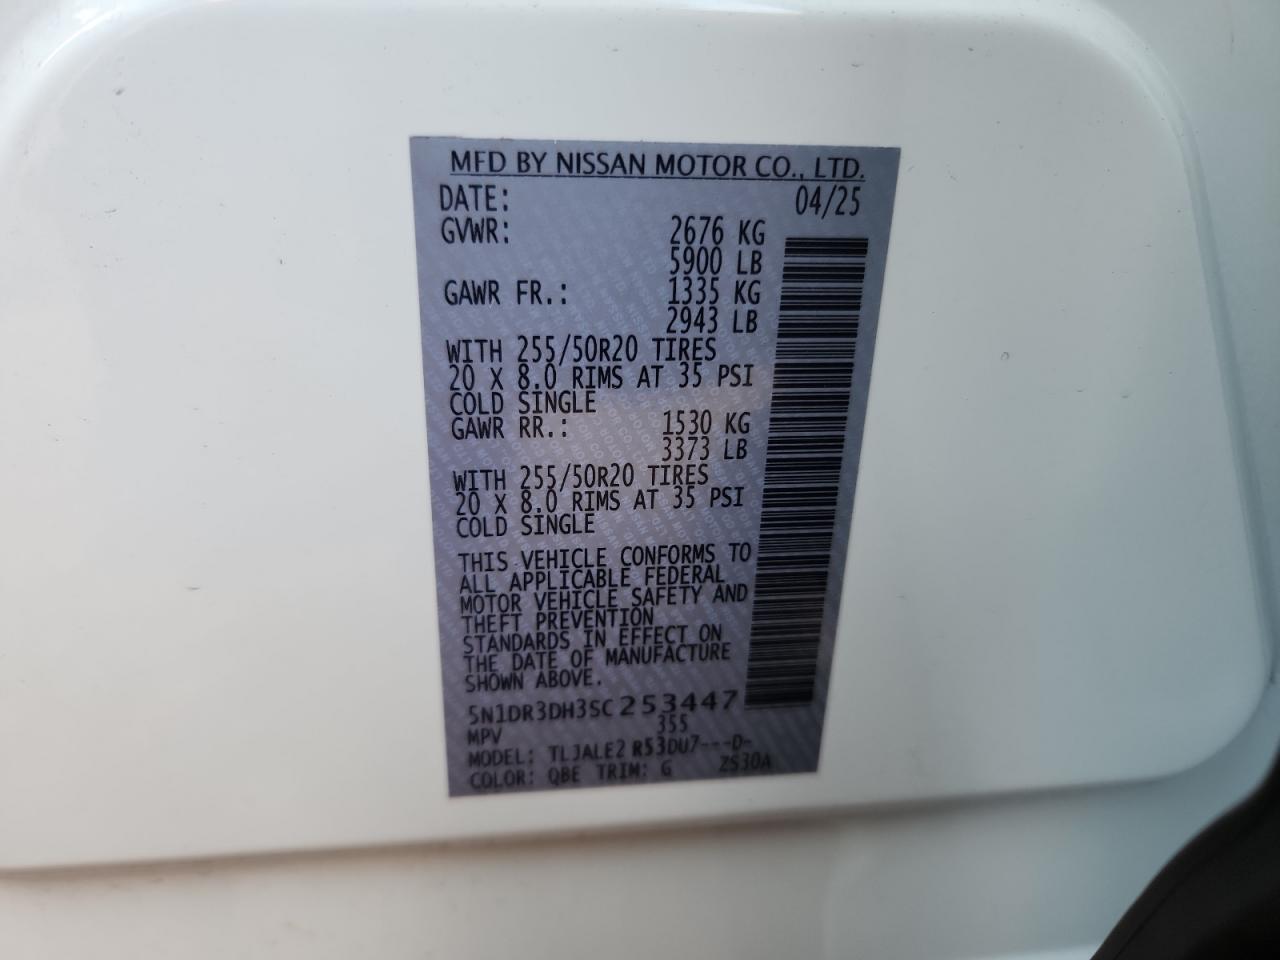 MFD BY NISSAN MOTOR CO., LTD.
DATE: 04/25
GVWR: 2676 KG
5900 LB
GAWR FR.: 1335 KG
2943 LB
WITH 255/50R20 TIRES
20 X 8.0 RIMS AT 35 PSI
COLD SINGLE
GAWR RR.: 1530 KG
3373 LB
WITH 255/50R20 TIRES
20 X 8.0 RIMS AT 35 PSI
COLD SINGLE
THIS VEHICLE CONFORMS TO
ALL APPLICABLE FEDERAL
MOTOR VEHICLE SAFETY AND
THEFT PREVENTION
STANDARDS IN EFFECT ON
THE DATE OF MANUFACTURE
SHOWN ABOVE.
5N1DR3DH3SC253447
MPV 355
MODEL: TLJALE2 R53DU7---D-
COLOR: QBE TRIM: G ZS30A